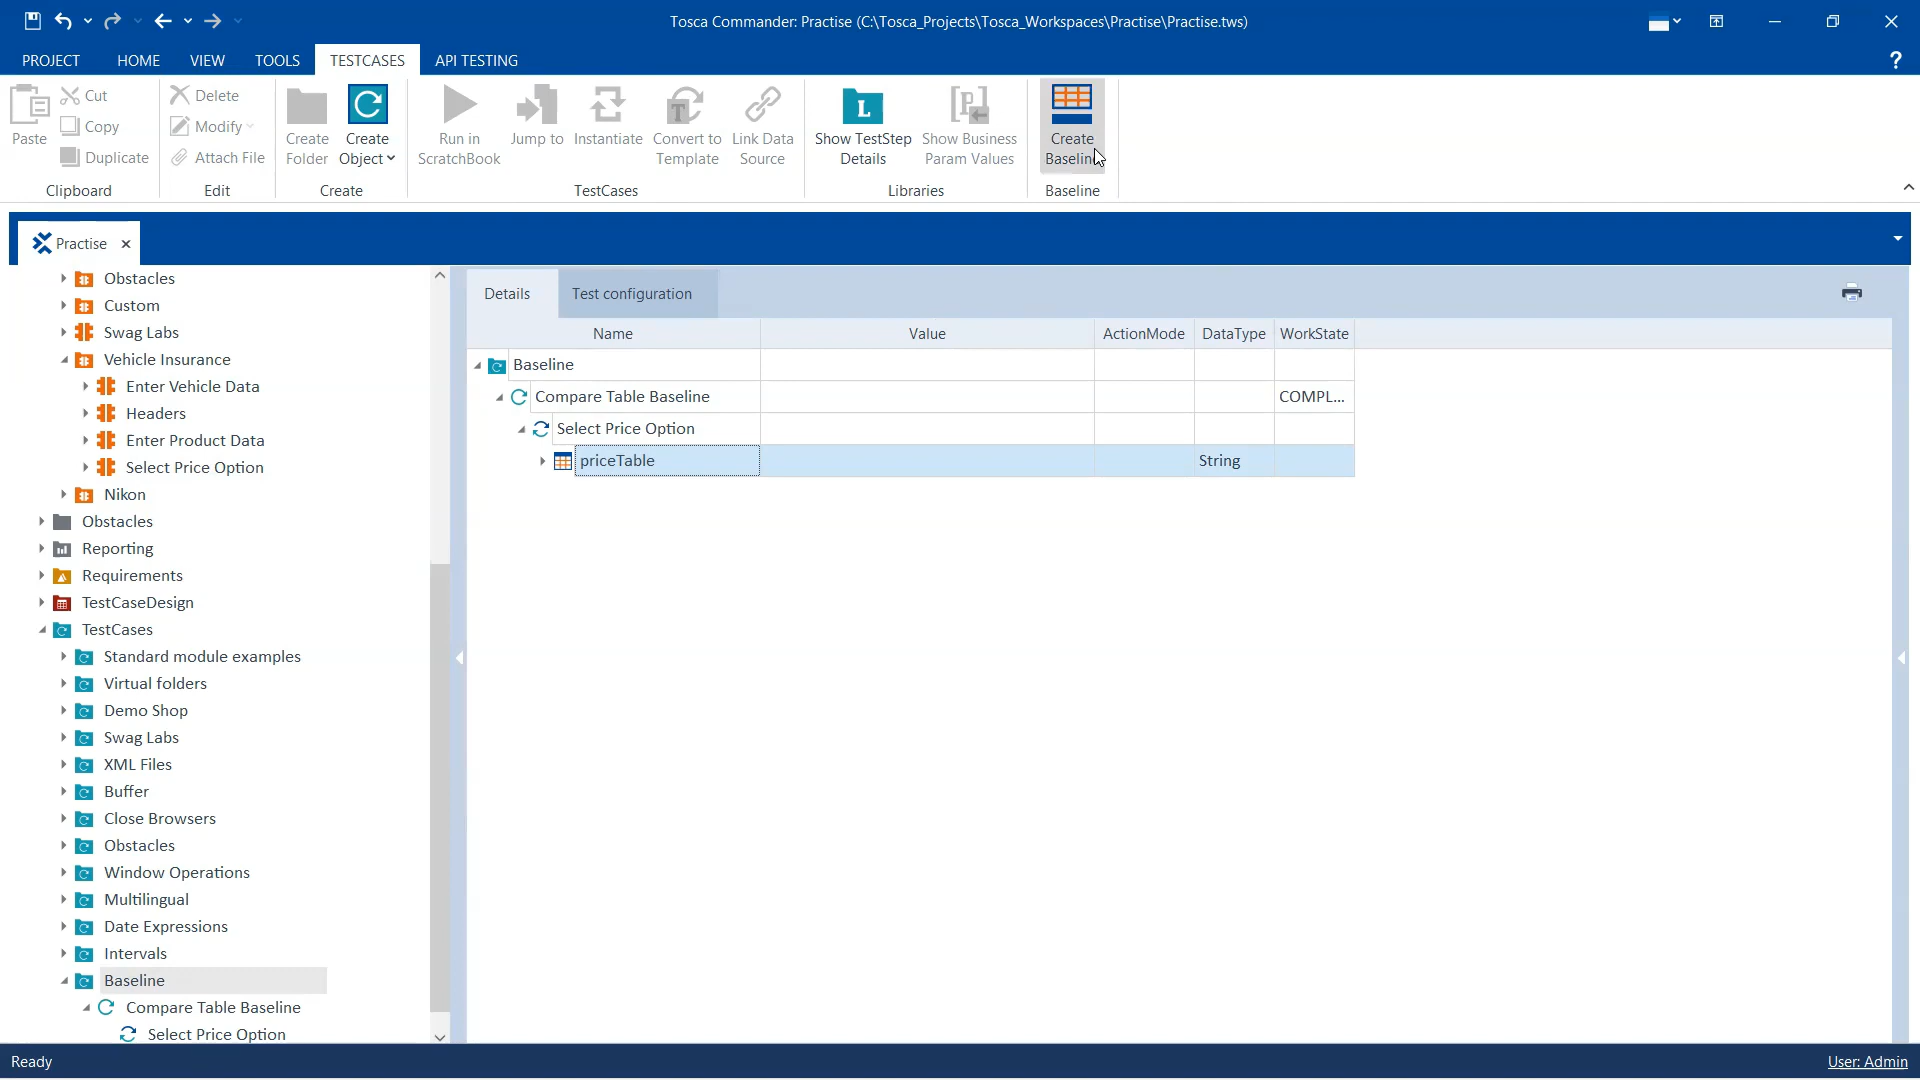 Tosca Commander: Practise (C:\Tosca_Projects\Tosca_Workspaces\Practise\Practise.tws)
PROJECT HOME VIEW TOOLS TESTCASES API TESTING ?
Paste
Cut
Copy
Duplicate
Clipboard
Delete
Modify
Attach File
Edit
Create Folder
Create Object
Create
Run in ScratchBook
Jump to
Instantiate
Convert to Template
Link Data Source
TestCases
Show TestStep Details
Show Business Param Values
Libraries
Create Baseline
Baseline
Practise
Obstacles
Custom
Swag Labs
Vehicle Insurance
Enter Vehicle Data
Headers
Enter Product Data
Select Price Option
Nikon
Obstacles
Reporting
Requirements
TestCaseDesign
TestCases
Standard module examples
Virtual folders
Demo Shop
Swag Labs
XML Files
Buffer
Close Browsers
Obstacles
Window Operations
Multilingual
Date Expressions
Intervals
Baseline
Compare Table Baseline
Select Price Option
Details Test configuration
Name Value ActionMode DataType WorkState
Baseline
Compare Table Baseline COMPL...
Select Price Option
priceTable String
Ready User: Admin